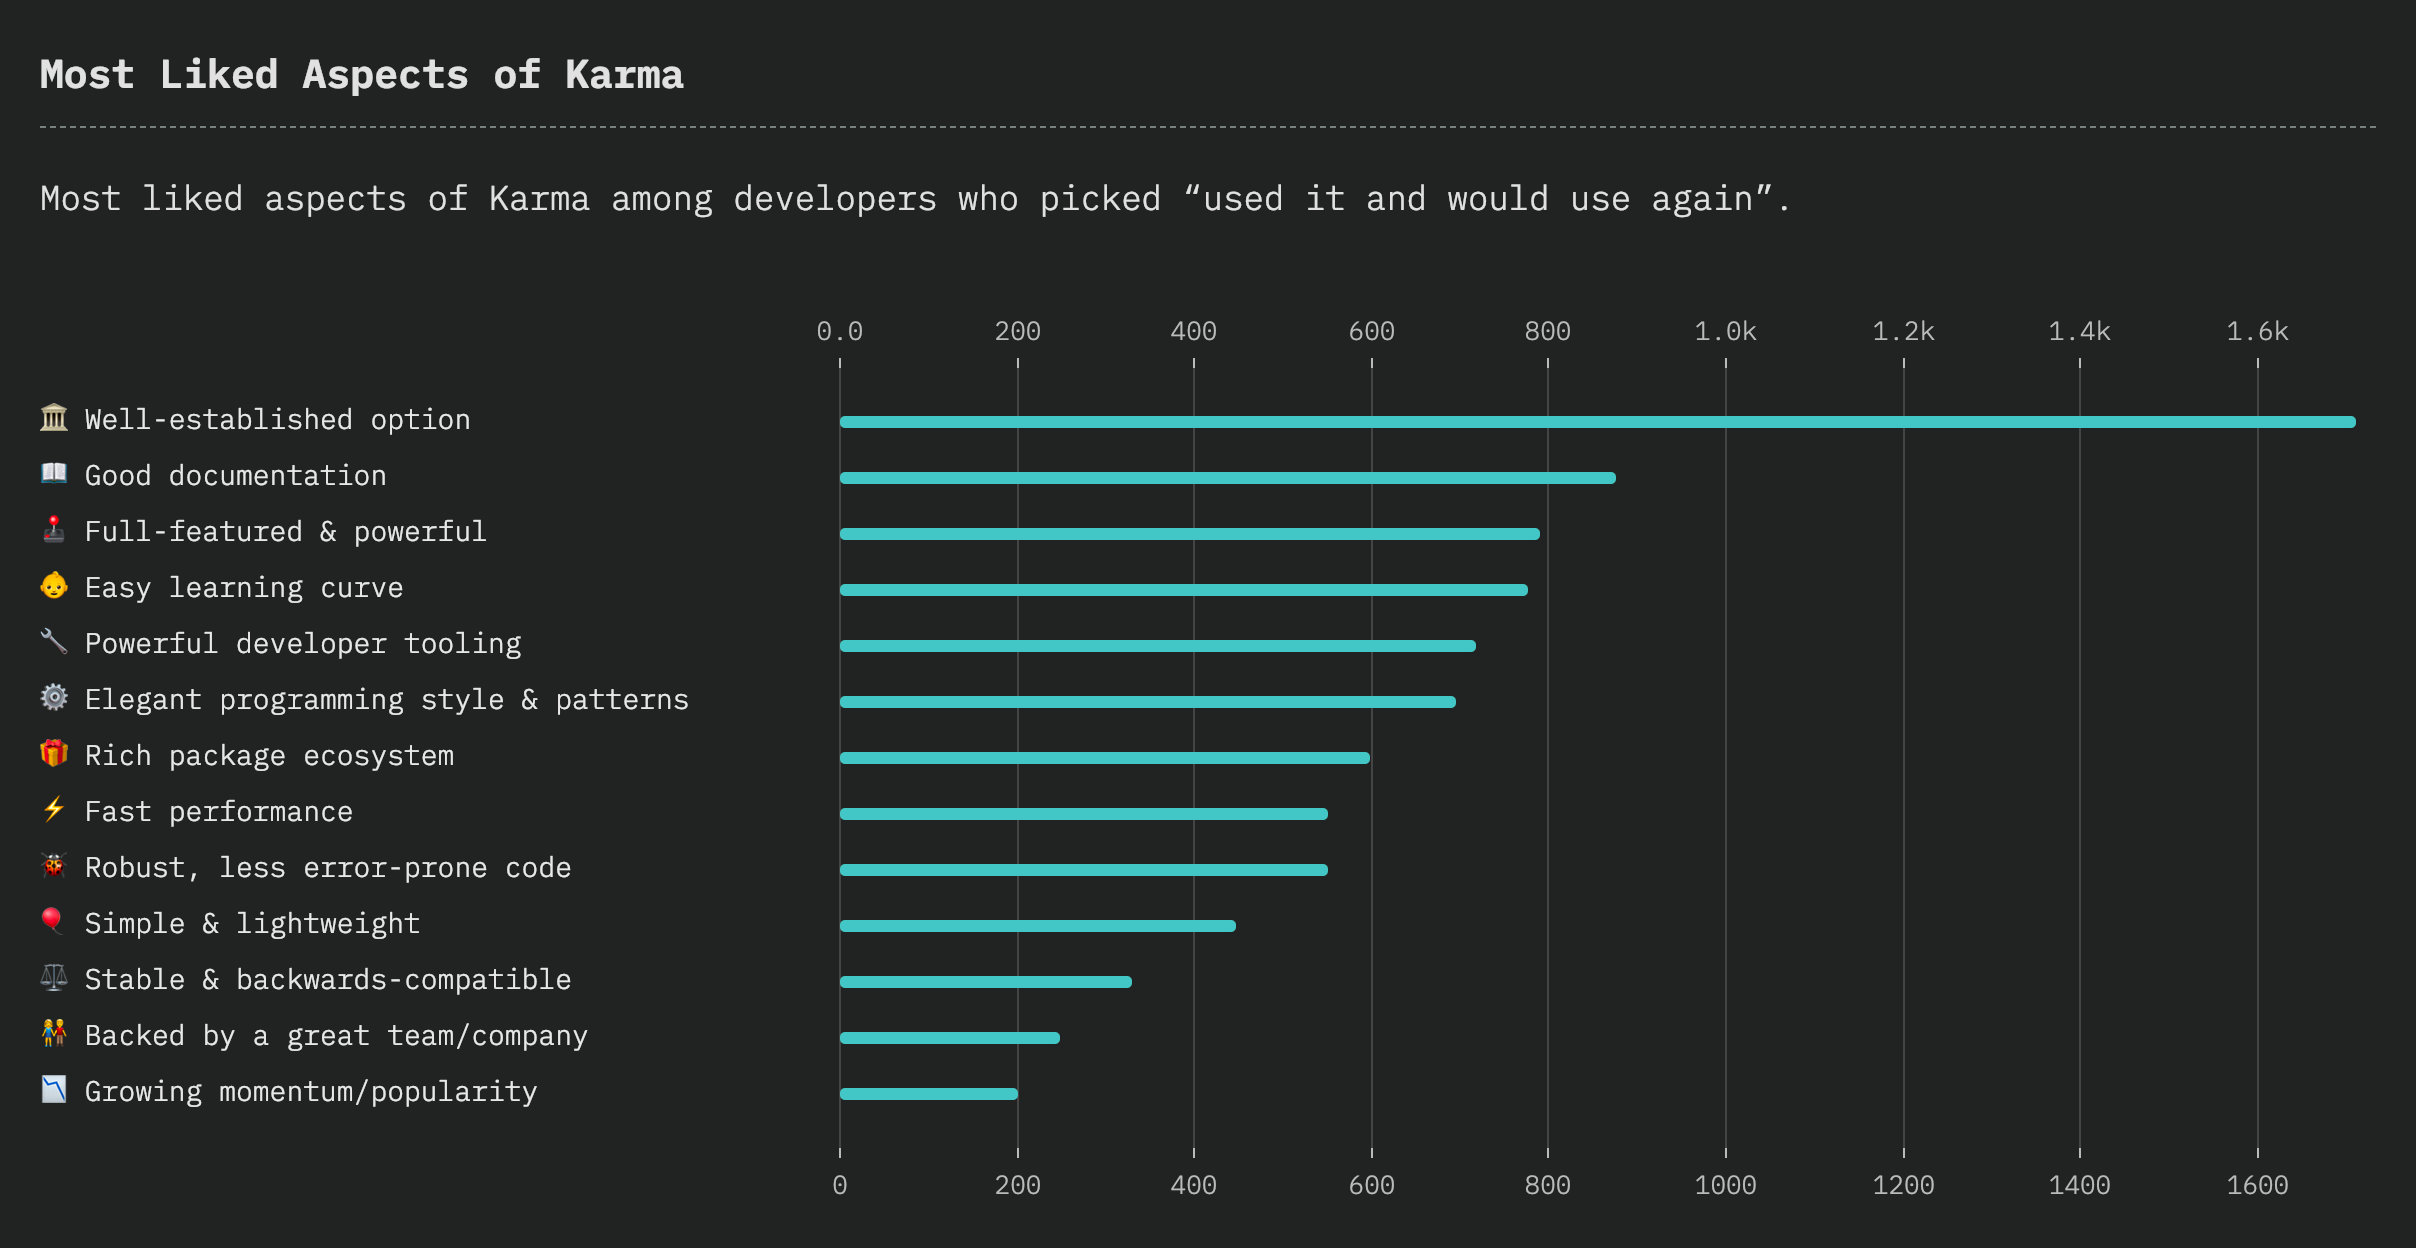 Most Liked Aspects of Karma
Most liked aspects of Karma among developers who picked “used it and would use again”.
0.0 200 400 600 800 1.0k 1.2k 1.4k 1.6k
Well-established option
Good documentation
Full-featured & powerful
Easy learning curve
Powerful developer tooling
Elegant programming style & patterns
Rich package ecosystem
Fast performance
Robust, less error-prone code
Simple & lightweight
Stable & backwards-compatible
Backed by a great team/company
Growing momentum/popularity
0 200 400 600 800 1000 1200 1400 1600